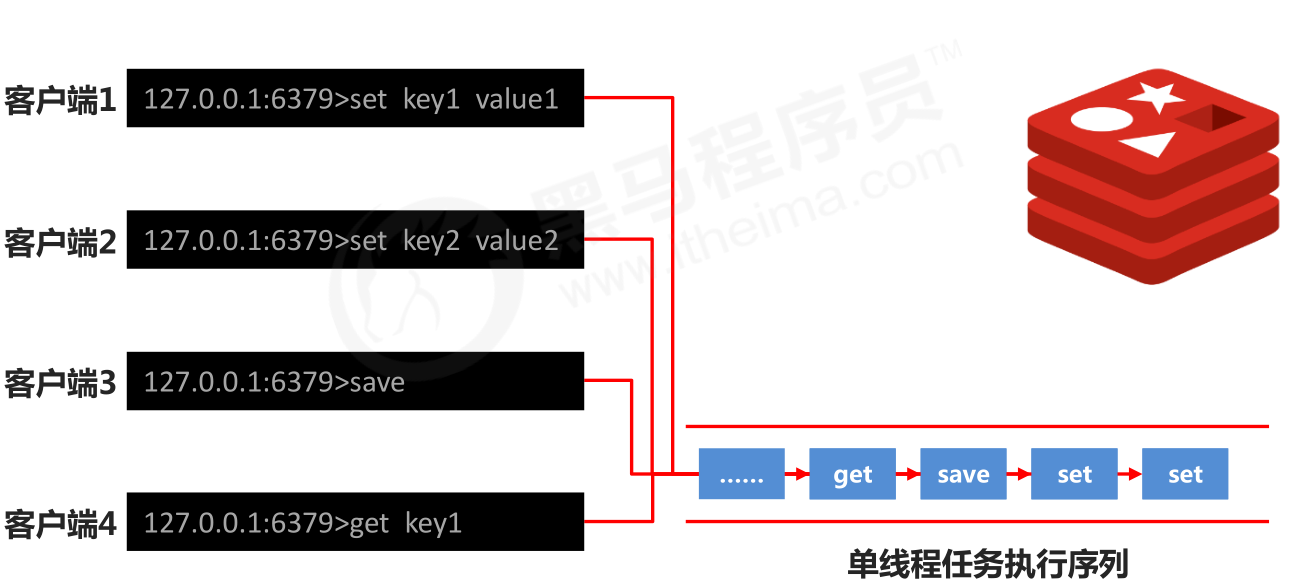 客户端1
127.0.0.1:6379>set key1 value1
黑马程序员™
www.itheima.com
客户端2
127.0.0.1:6379>set key2 value2
客户端3
127.0.0.1:6379>save
...... get save set set
客户端4
127.0.0.1:6379>get key1
单线程任务执行序列